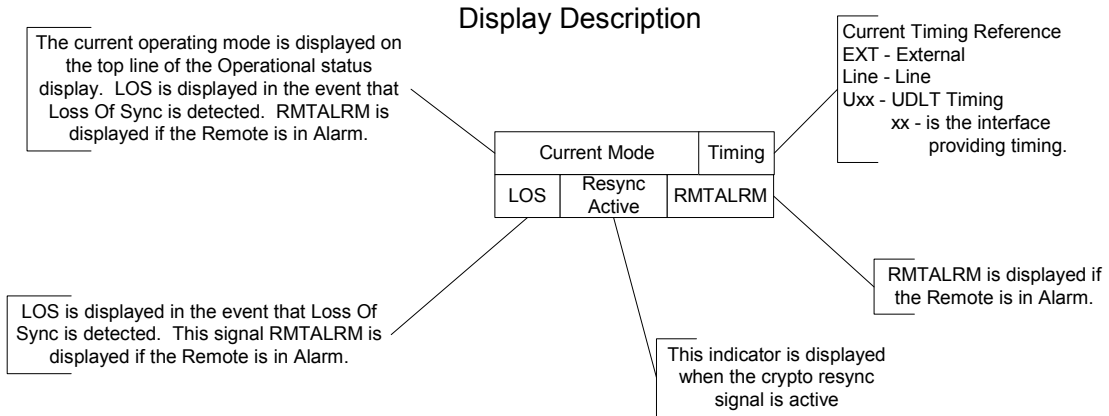 Display Description
The current operating mode is displayed on
the top line of the Operational status
display. LOS is displayed in the event that
Loss Of Sync is detected. RMTALRM is
displayed if the Remote is in Alarm.
Current Timing Reference
EXT - External
Line - Line
Uxx - UDLT Timing
xx - is the interface
providing timing.
Current Mode
Timing
LOS
Resync
Active
RMTALRM
RMTALRM is displayed if
the Remote is in Alarm.
LOS is displayed in the event that Loss Of
Sync is detected. This signal RMTALRM is
displayed if the Remote is in Alarm.
This indicator is displayed
when the crypto resync
signal is active